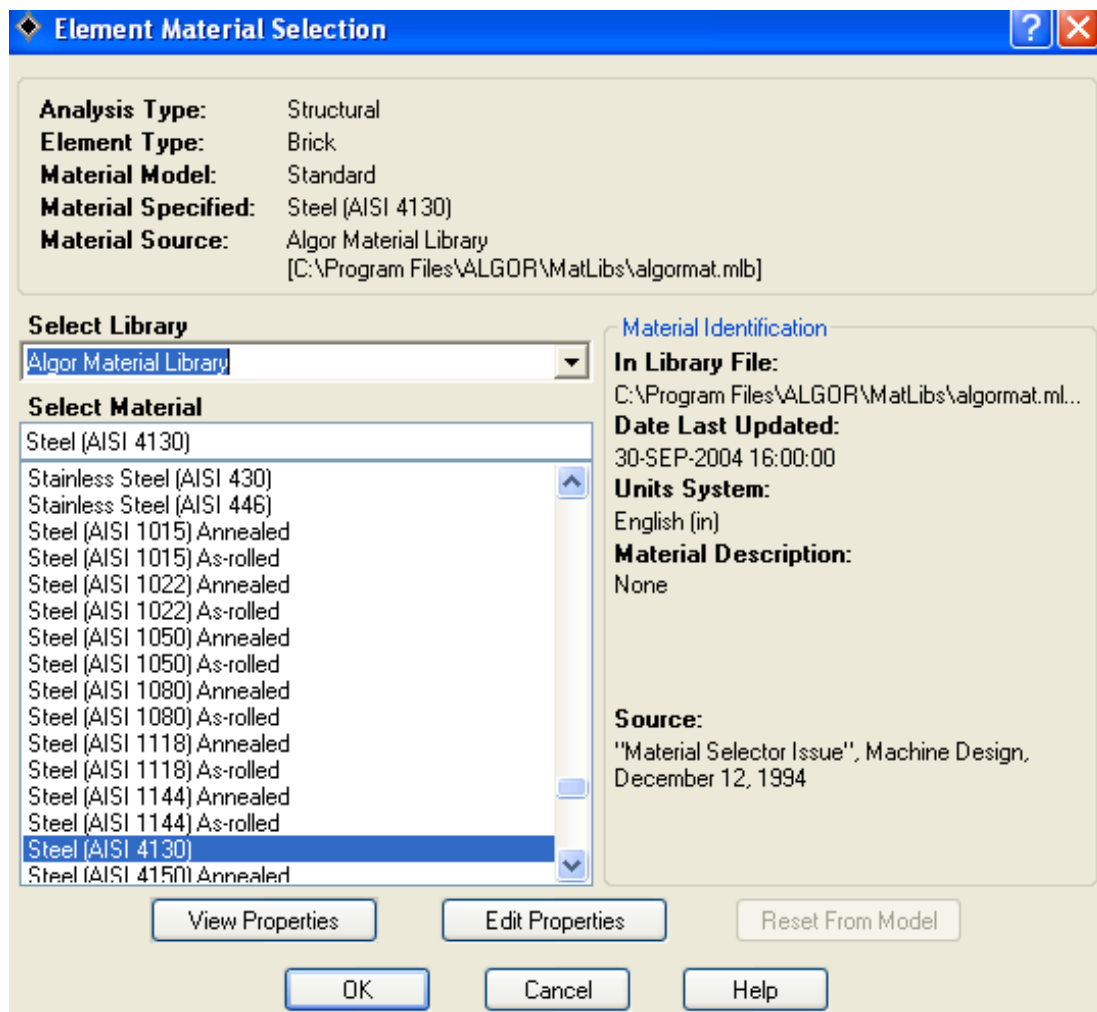 Element Material Selection
?
Analysis Type: Structural
Element Type: Brick
Material Model: Standard
Material Specified: Steel (AISI 4130)
Material Source: Algor Material Library
[C:\Program Files\ALGOR\MatLibs\algormat.mlb]
Select Library
Algor Material Library
Select Material
Steel (AISI 4130)
Stainless Steel (AISI 430)
Stainless Steel (AISI 446)
Steel (AISI 1015) Annealed
Steel (AISI 1015) As-rolled
Steel (AISI 1022) Annealed
Steel (AISI 1022) As-rolled
Steel (AISI 1050) Annealed
Steel (AISI 1050) As-rolled
Steel (AISI 1080) Annealed
Steel (AISI 1080) As-rolled
Steel (AISI 1118) Annealed
Steel (AISI 1118) As-rolled
Steel (AISI 1144) Annealed
Steel (AISI 1144) As-rolled
Steel (AISI 4130)
Steel (AISI 4150) Annealed
Material Identification
In Library File:
C:\Program Files\ALGOR\MatLibs\algormat.ml...
Date Last Updated:
30-SEP-2004 16:00:00
Units System:
English (in)
Material Description:
None
Source:
"Material Selector Issue", Machine Design,
December 12, 1994
View Properties
Edit Properties
Reset From Model
OK
Cancel
Help